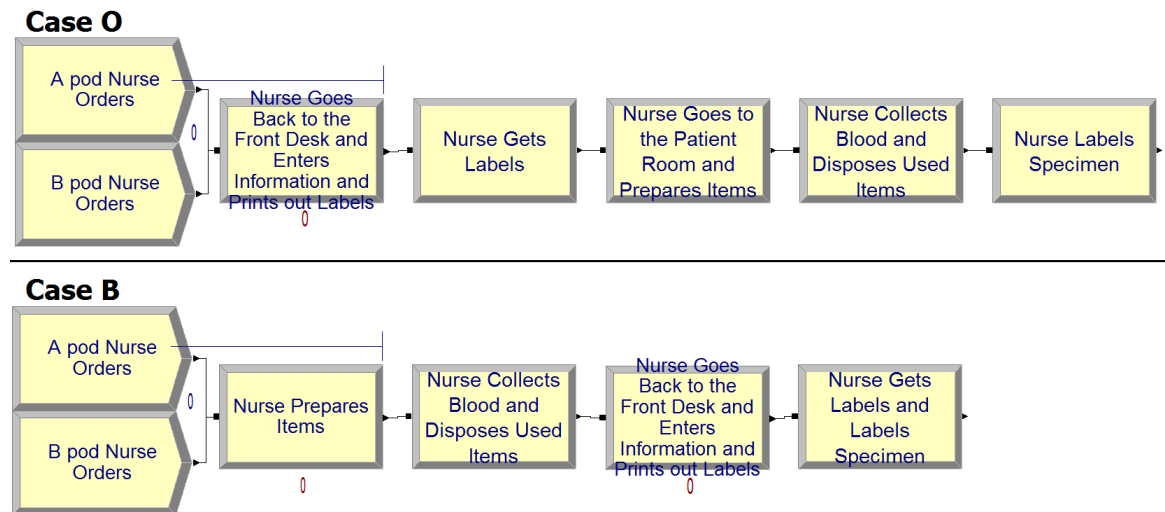 Case O
A pod Nurse
Orders
B pod Nurse
Orders
0
Nurse Goes
Back to the
Front Desk and
Enters
Information and
Prints out Labels
0
Nurse Gets
Labels
Nurse Goes to
the Patient
Room and
Prepares Items
Nurse Collects
Blood and
Disposes Used
Items
Nurse Labels
Specimen
Case B
A pod Nurse
Orders
B pod Nurse
Orders
0
Nurse Prepares
Items
0
Nurse Collects
Blood and
Disposes Used
Items
Nurse Goes
Back to the
Front Desk and
Enters
Information and
Prints out Labels
0
Nurse Gets
Labels and
Labels
Specimen